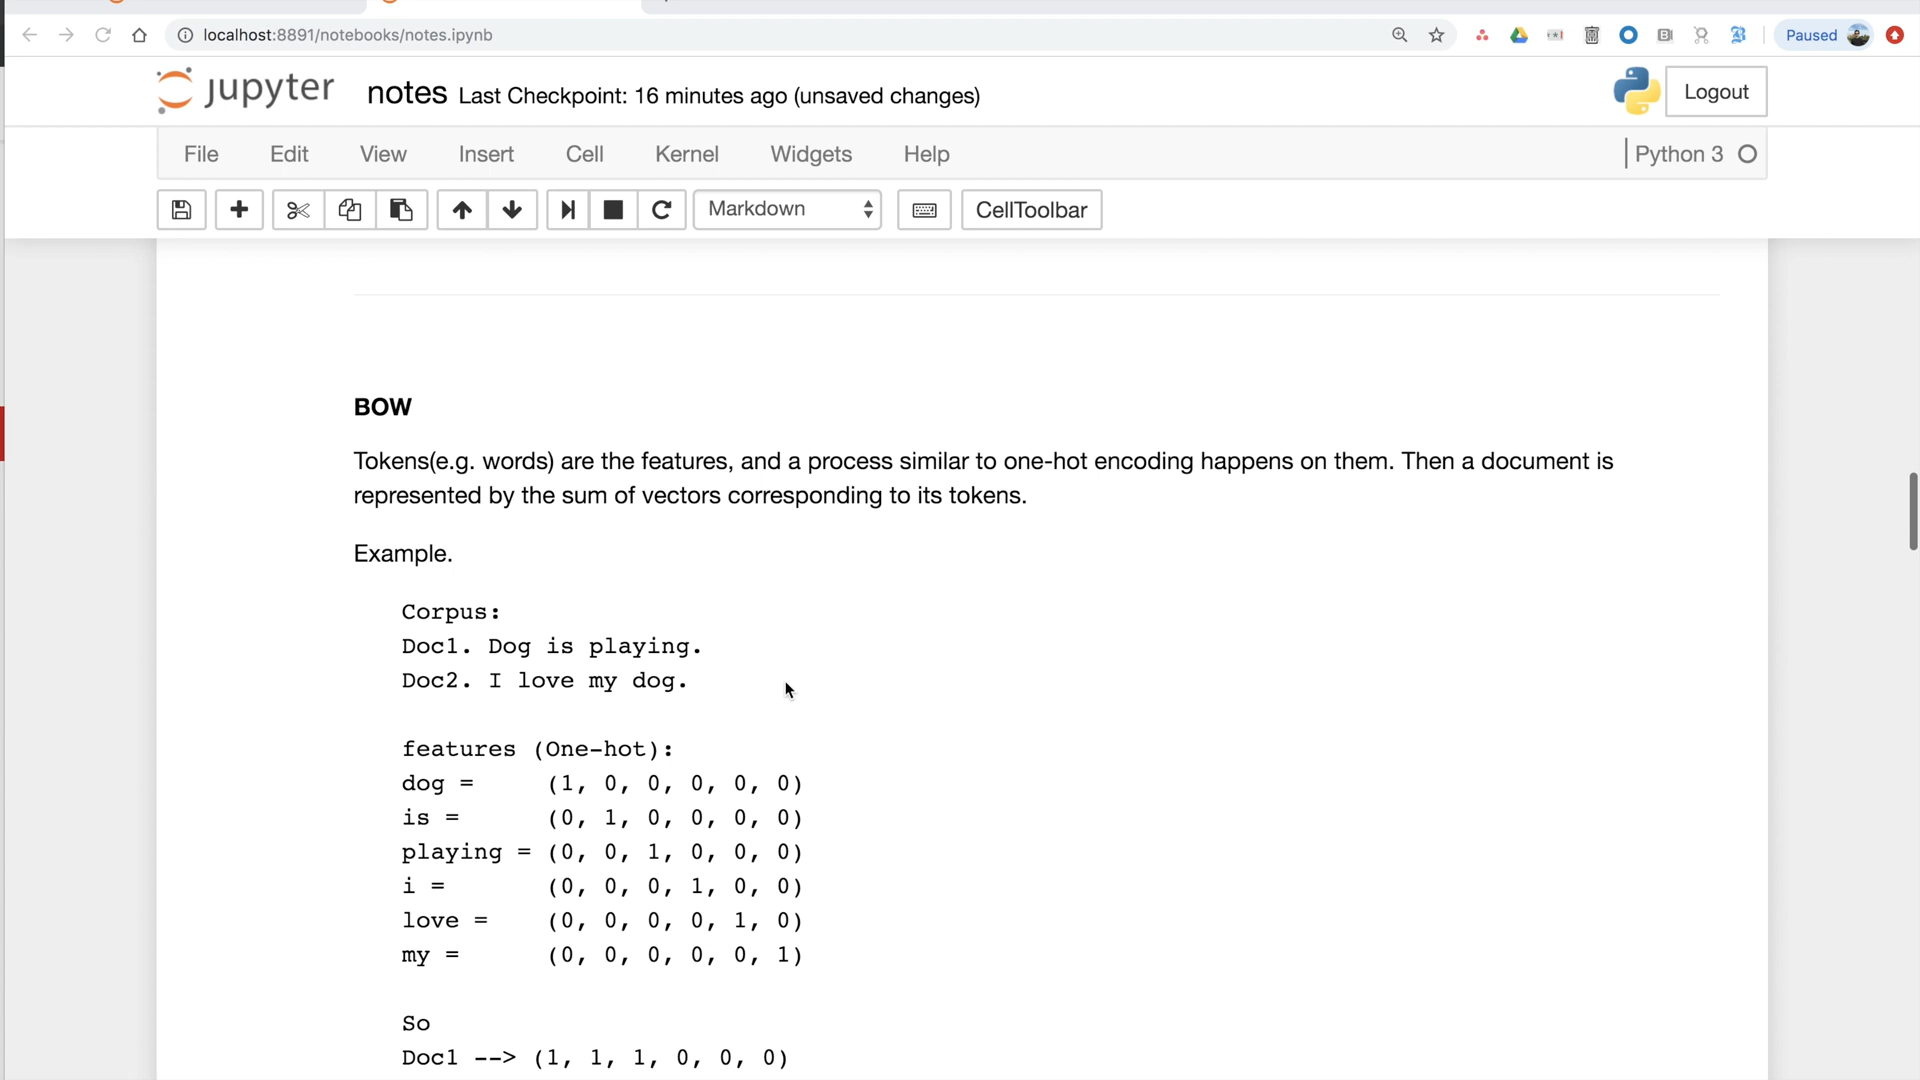 localhost:8891/notebooks/notes.ipynb
Paused
jupyter notes Last Checkpoint: 16 minutes ago (unsaved changes)
Logout
File Edit View Insert Cell Kernel Widgets Help
Python 3
Markdown
CellToolbar
BOW
Tokens(e.g. words) are the features, and a process similar to one-hot encoding happens on them. Then a document is
represented by the sum of vectors corresponding to its tokens.
Example.
Corpus:
Doc1. Dog is playing.
Doc2. I love my dog.
features (One-hot):
dog = (1, 0, 0, 0, 0, 0)
is = (0, 1, 0, 0, 0, 0)
playing = (0, 0, 1, 0, 0, 0)
i = (0, 0, 0, 1, 0, 0)
love = (0, 0, 0, 0, 1, 0)
my = (0, 0, 0, 0, 0, 1)
So
Doc1 --> (1, 1, 1, 0, 0, 0)